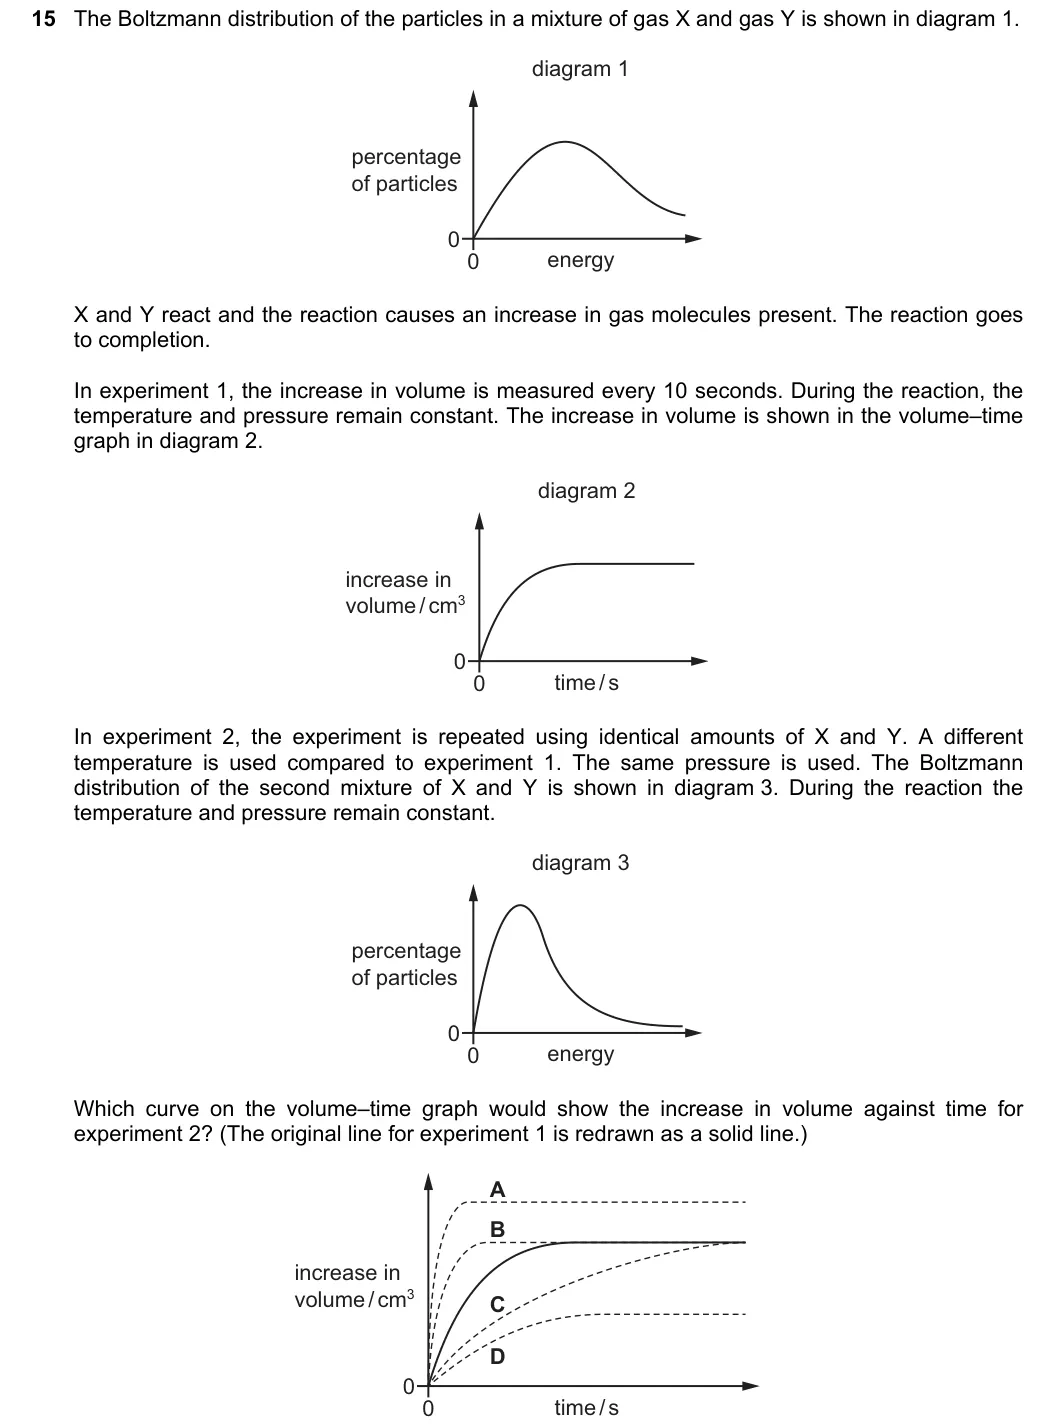 15 The Boltzmann distribution of the particles in a mixture of gas X and gas Y is shown in diagram 1.
diagram 1
percentage
of particles
0
0
energy
X and Y react and the reaction causes an increase in gas molecules present. The reaction goes
to completion.
In experiment 1, the increase in volume is measured every 10 seconds. During the reaction, the
temperature and pressure remain constant. The increase in volume is shown in the volume–time
graph in diagram 2.
diagram 2
increase in
volume / cm³
0
0
time / s
In experiment 2, the experiment is repeated using identical amounts of X and Y. A different
temperature is used compared to experiment 1. The same pressure is used. The Boltzmann
distribution of the second mixture of X and Y is shown in diagram 3. During the reaction the
temperature and pressure remain constant.
diagram 3
percentage
of particles
0
0
energy
Which curve on the volume–time graph would show the increase in volume against time for
experiment 2? (The original line for experiment 1 is redrawn as a solid line.)
A
B
increase in
volume / cm³
C
D
0
0
time / s